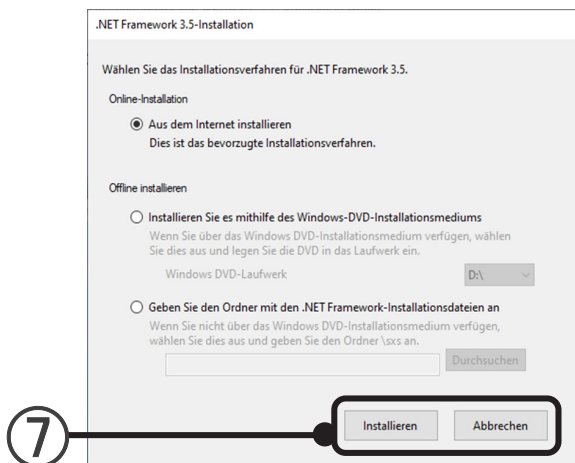 .NET Framework 3.5-Installation
Wählen Sie das Installationsverfahren für .NET Framework 3.5.
Online-Installation
Aus dem Internet installieren
Dies ist das bevorzugte Installationsverfahren.
Offline installieren
Installieren Sie es mithilfe des Windows-DVD-Installationsmediums
Wenn Sie über das Windows DVD-Installationsmedium verfügen, wählen
Sie dies aus und legen Sie die DVD in das Laufwerk ein.
Windows DVD-Laufwerk D:\
Geben Sie den Ordner mit den .NET Framework-Installationsdateien an
Wenn Sie nicht über das Windows DVD-Installationsmedium verfügen,
wählen Sie dies aus und geben Sie den Ordner \sxs an.
Durchsuchen
7 Installieren Abbrechen